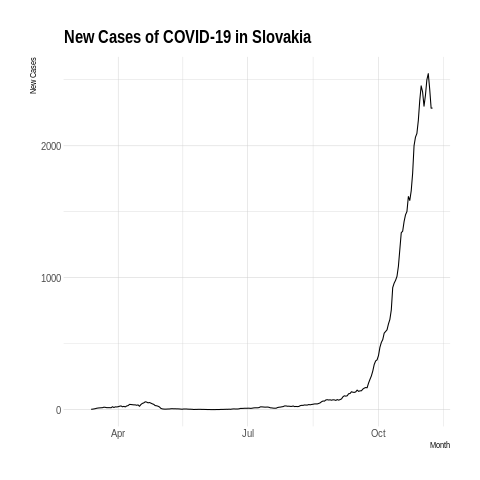 New Cases of COVID-19 in Slovakia
New Cases
2000
1000
0
Apr
Jul
Oct
Month